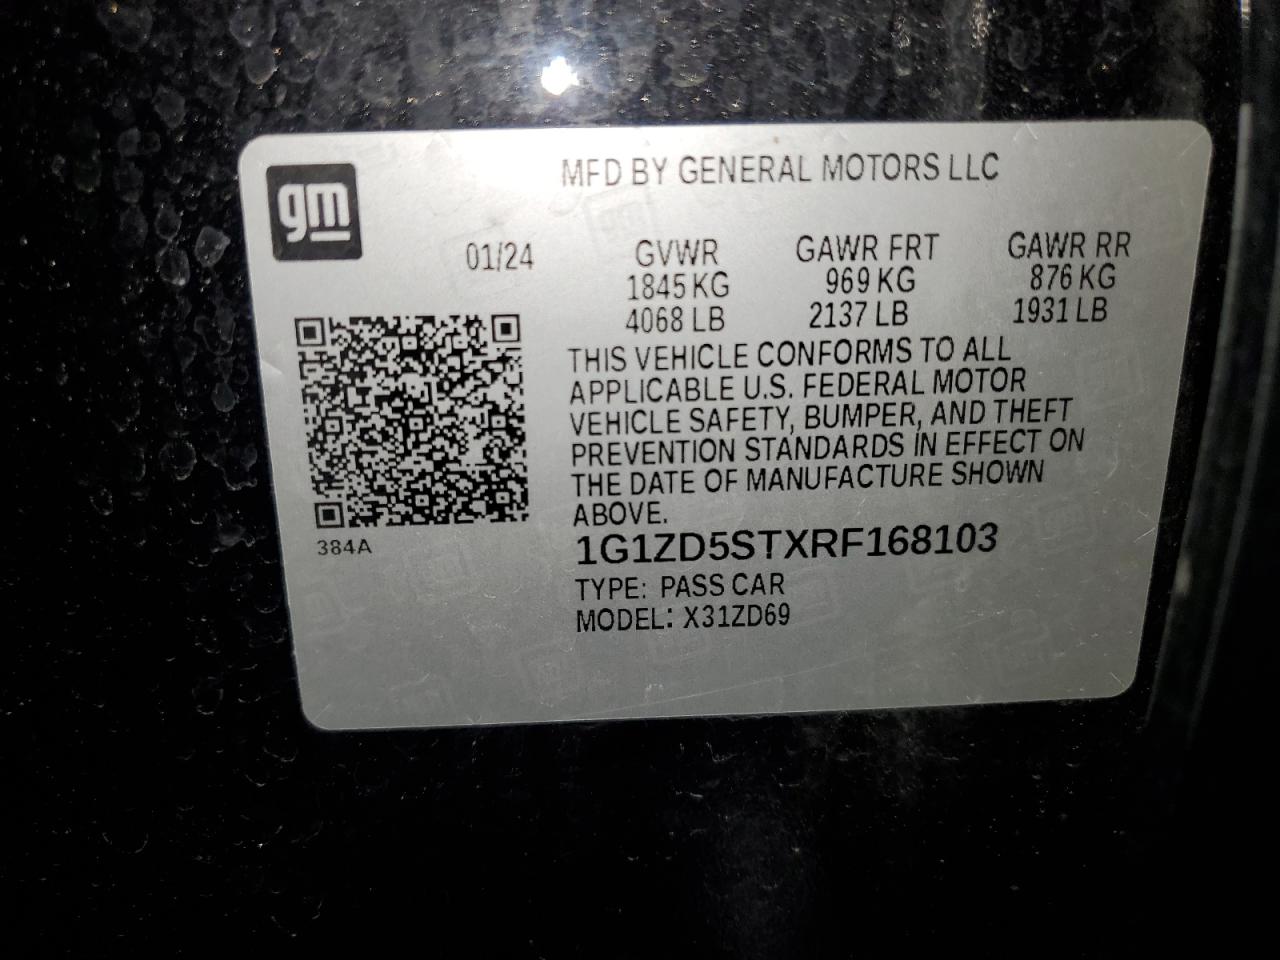 gm
MFD BY GENERAL MOTORS LLC
01/24
GVWR
1845 KG
4068 LB
GAWR FRT
969 KG
2137 LB
GAWR RR
876 KG
1931 LB
THIS VEHICLE CONFORMS TO ALL
APPLICABLE U.S. FEDERAL MOTOR
VEHICLE SAFETY, BUMPER, AND THEFT
PREVENTION STANDARDS IN EFFECT ON
THE DATE OF MANUFACTURE SHOWN
ABOVE.
384A
1G1ZD5STXRF168103
TYPE: PASS CAR
MODEL: X31ZD69